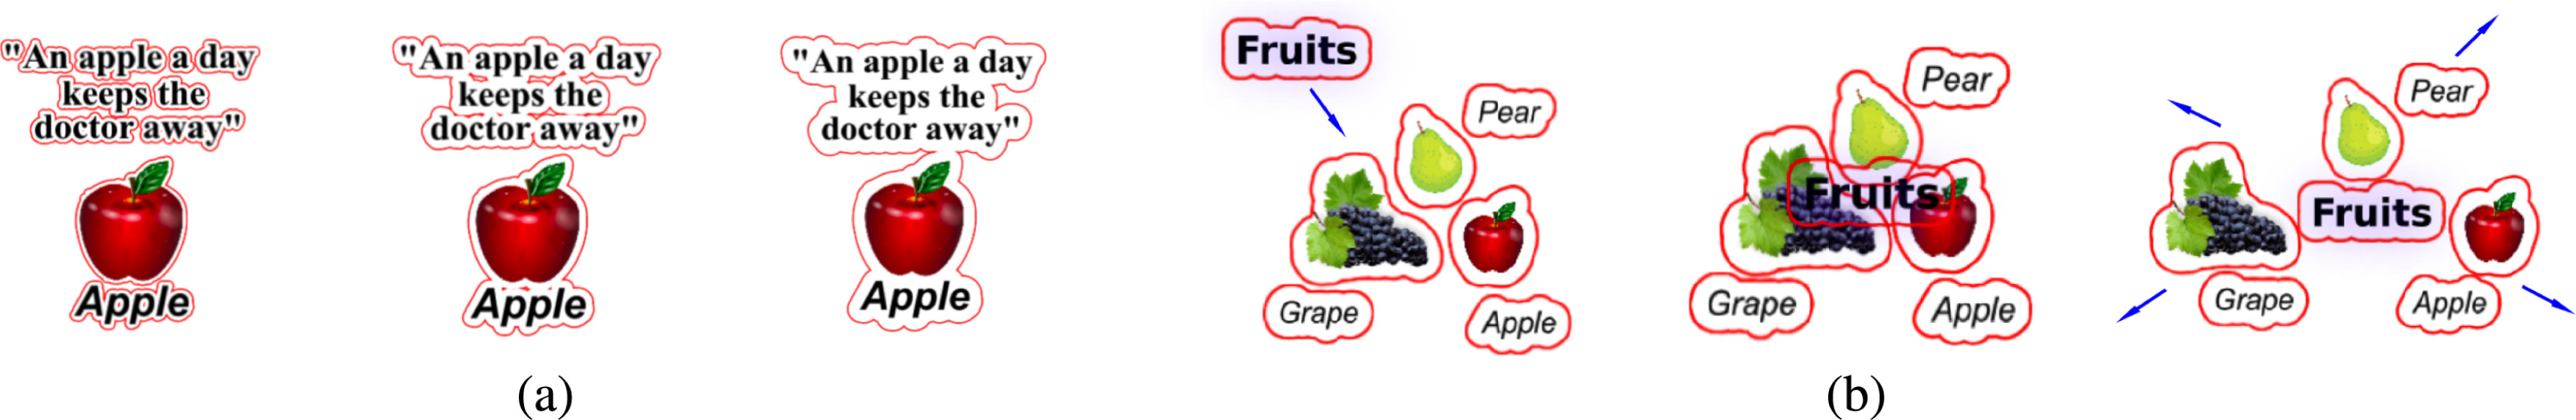 "An apple a day
keeps the
doctor away"
Apple
"An apple a day
keeps the
doctor away"
Apple
"An apple a day
keeps the
doctor away"
Apple
(a)
Fruits
Pear
Grape
Apple
Pear
Fruits
Grape
Apple
Pear
Fruits
Grape
Apple
(b)